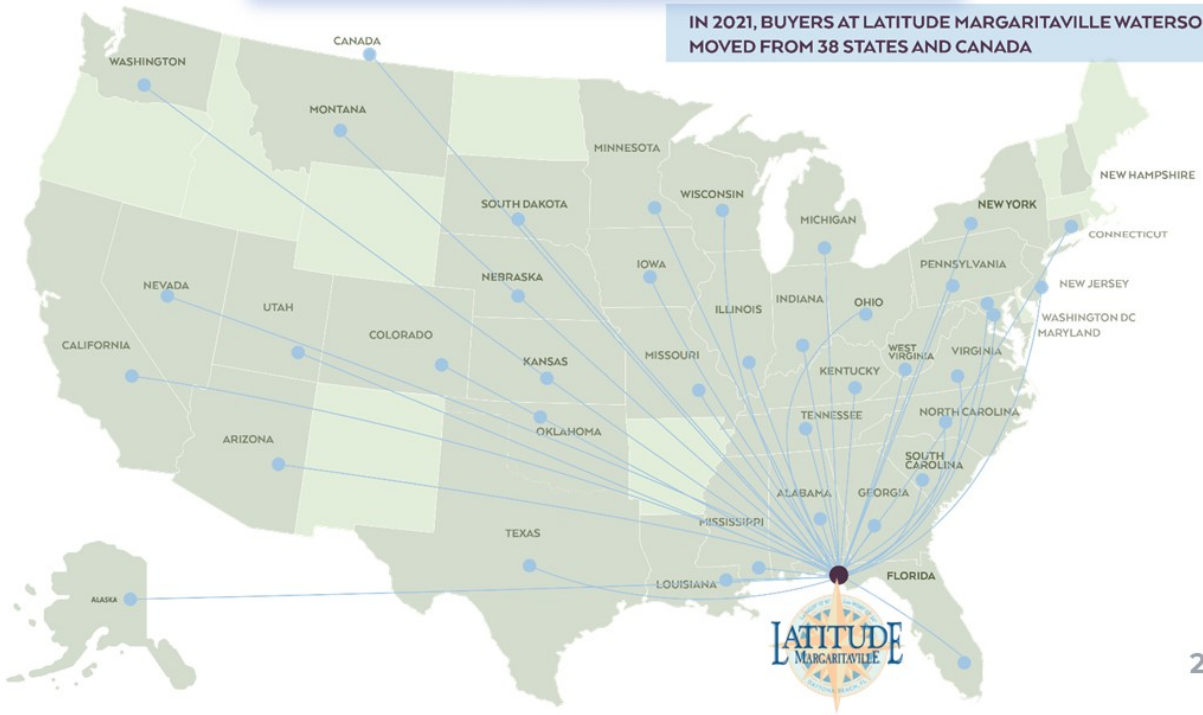 IN 2021, BUYERS AT LATITUDE MARGARITAVILLE WATERSO
MOVED FROM 38 STATES AND CANADA
CANADA
WASHINGTON
MONTANA
MINNESOTA
NEW HAMPSHIRE
SOUTH DAKOTA
WISCONSIN
MICHIGAN
NEW YORK
CONNECTICUT
NEVADA
NEBRASKA
IOWA
PENNSYLVANIA
UTAH
ILLINOIS
INDIANA
OHIO
NEW JERSEY
WASHINGTON DC
MARYLAND
CALIFORNIA
COLORADO
KANSAS
MISSOURI
KENTUCKY
WEST
VIRGINIA
VIRGINIA
ARIZONA
OKLAHOMA
TENNESSEE
NORTH CAROLINA
SOUTH
CAROLINA
ALABAMA
GEORGIA
TEXAS
MISSISSIPPI
LOUISIANA
FLORIDA
ALASKA
LATITUDE
MARGARITAVILLE
DAYTONA BEACH, FL
2